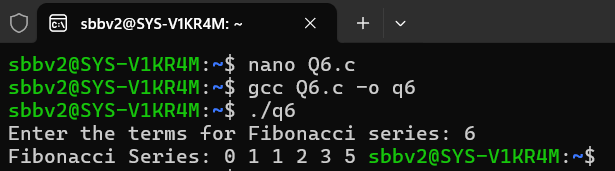 sbbv2@SYS-V1KR4M: ~
sbbv2@SYS-V1KR4M:~$ nano Q6.c
sbbv2@SYS-V1KR4M:~$ gcc Q6.c -o q6
sbbv2@SYS-V1KR4M:~$ ./q6
Enter the terms for Fibonacci series: 6
Fibonacci Series: 0 1 1 2 3 5 sbbv2@SYS-V1KR4M:~$